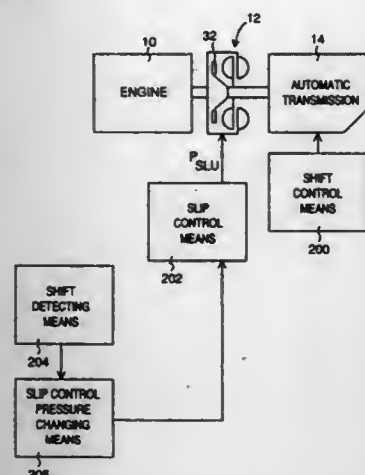 12
10
32
14
ENGINE
AUTOMATIC
TRANSMISSION
P
SLU
SLIP
CONTROL
MEANS
202
SHIFT
CONTROL
MEANS
200
SHIFT
DETECTING
MEANS
204
SLIP CONTROL
PRESSURE
CHANGING
MEANS